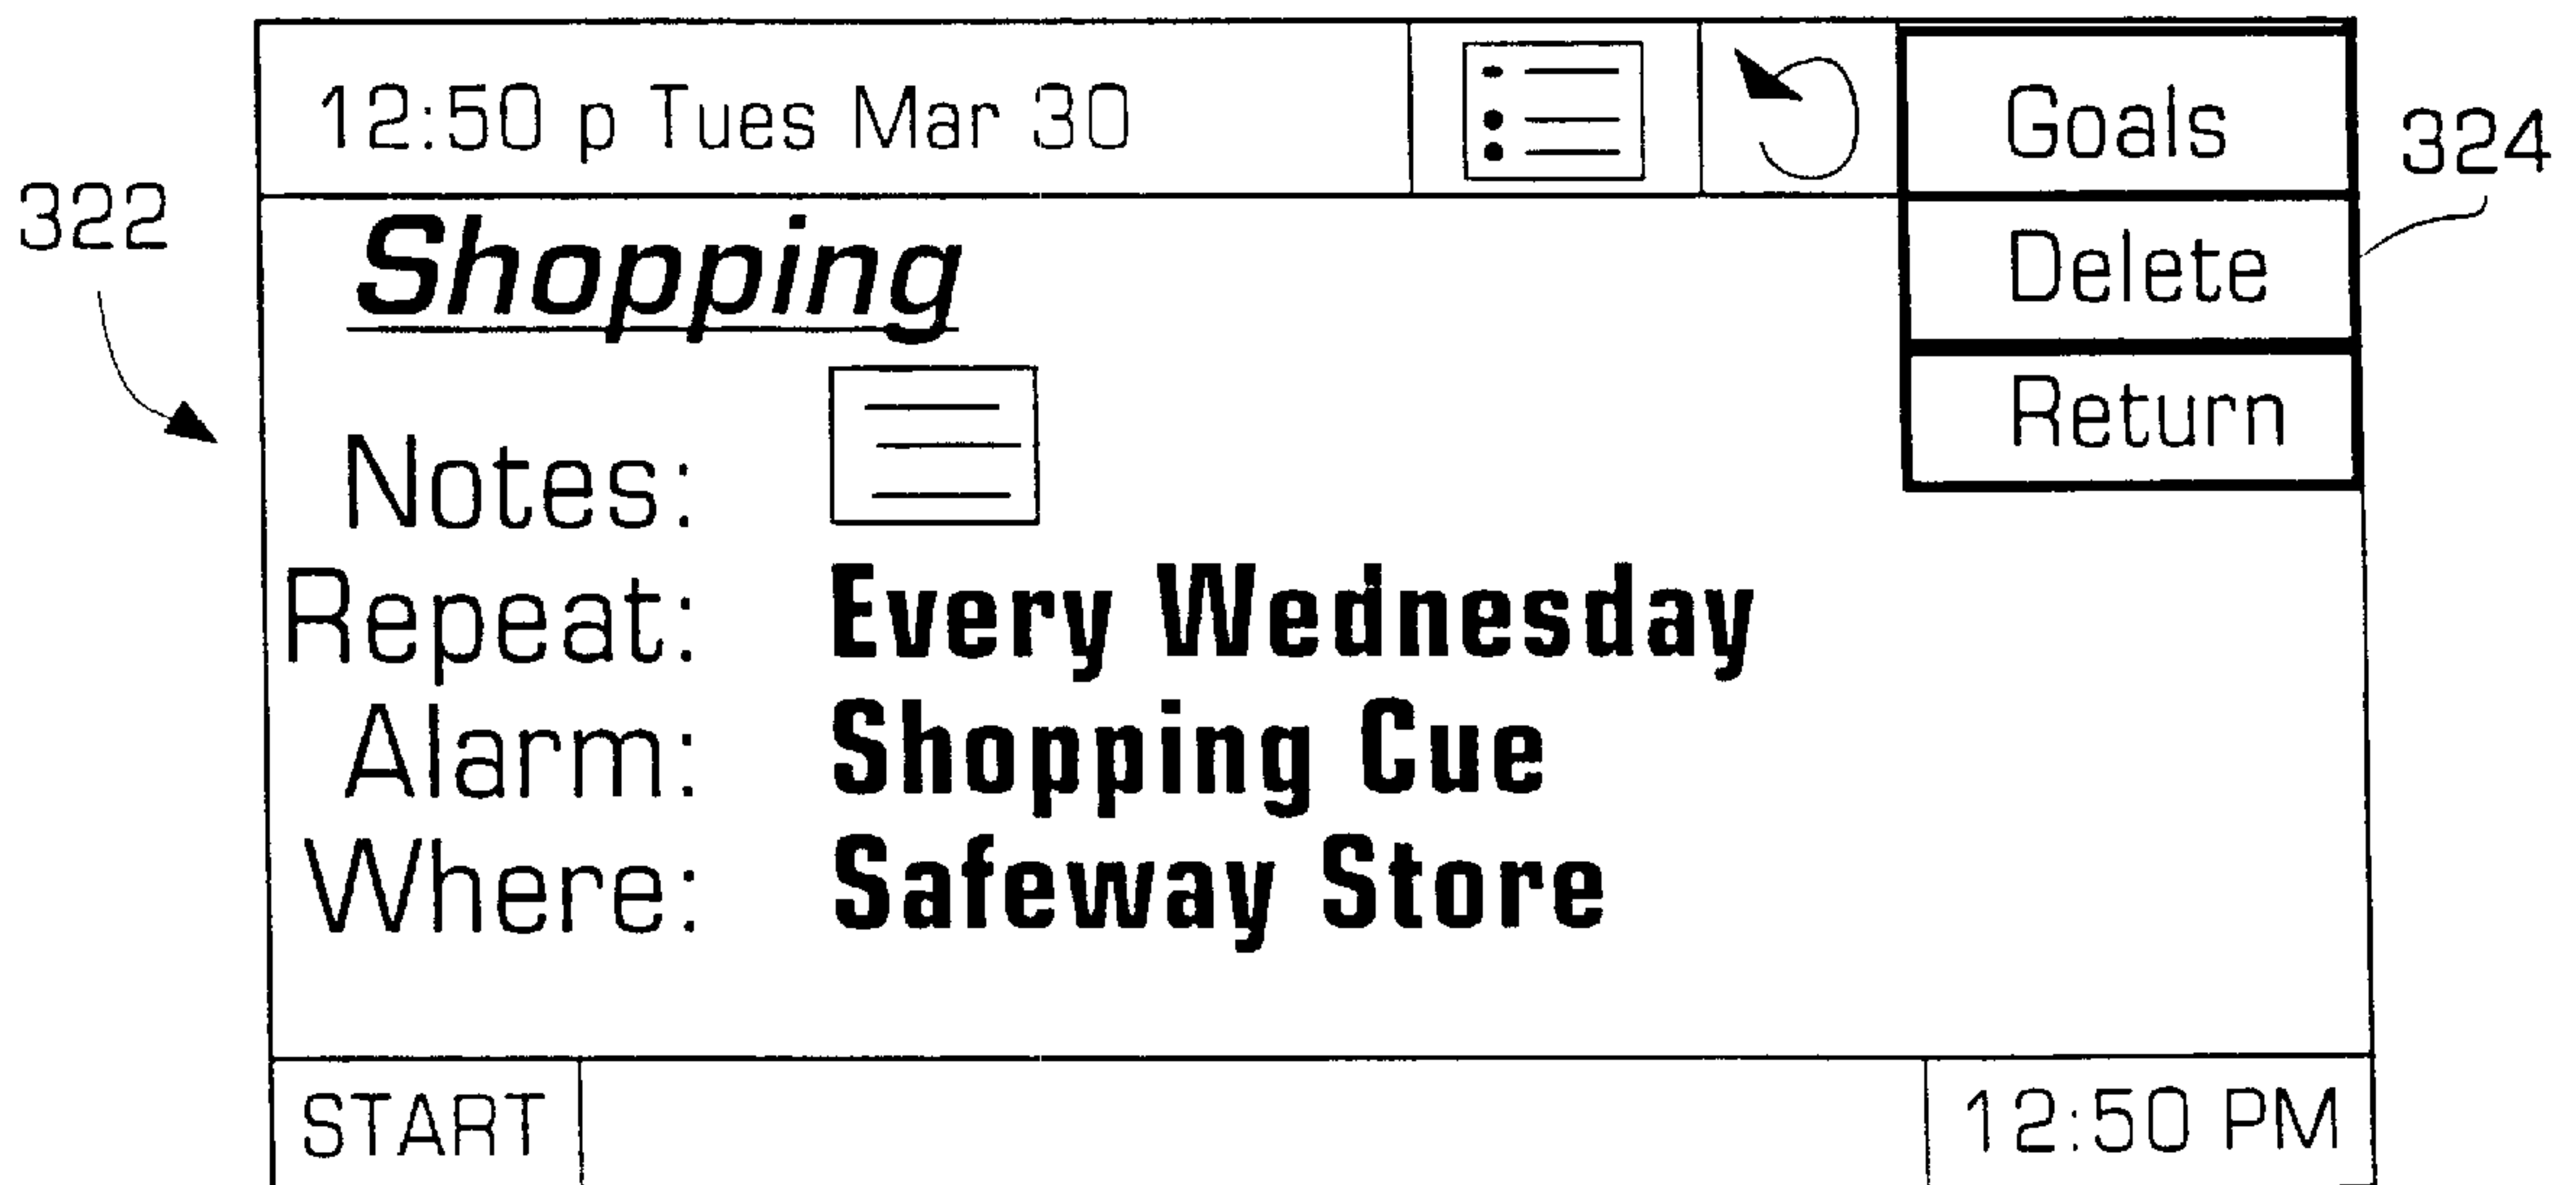 12:50 p Tues Mar 30
Goals
324
322
Shopping
Delete
Return
Notes:
Repeat: Every Wednesday
Alarm: Shopping Cue
Where: Safeway Store
START
12:50 PM